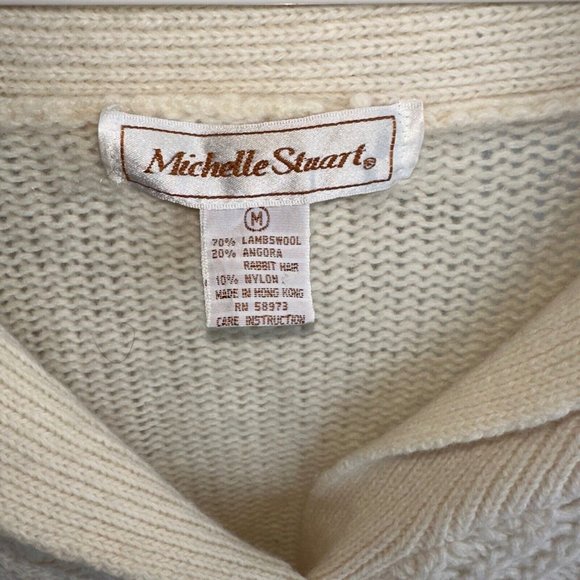 Michelle Stuart®
M
70% LAMBSWOOL
20% ANGORA
RABBIT HAIR
10% NYLON
MADE IN HONG KONG
RN 58973
CARE INSTRUCTION